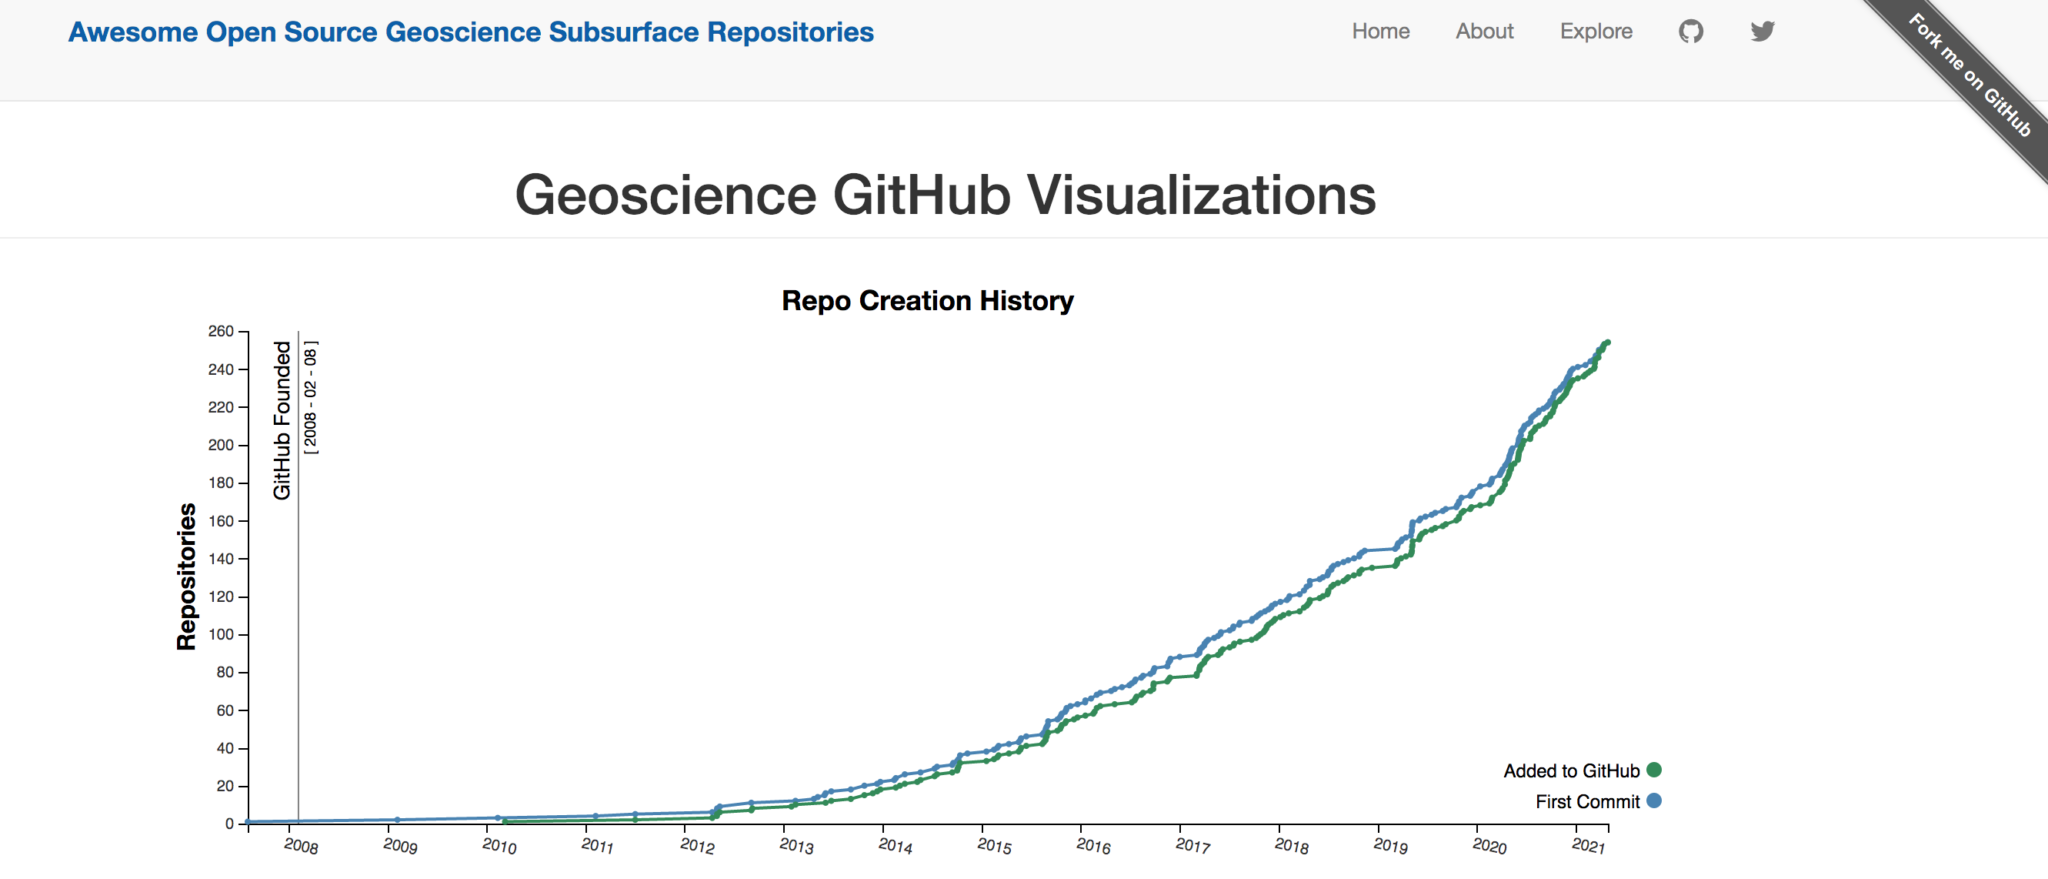 Awesome Open Source Geoscience Subsurface Repositories
Home
About
Explore
Fork me on GitHub
Geoscience GitHub Visualizations
Repo Creation History
GitHub Founded
[ 2008 - 02 - 08 ]
Repositories
260
240
220
200
180
160
140
120
100
80
60
40
20
0
2008
2009
2010
2011
2012
2013
2014
2015
2016
2017
2018
2019
2020
2021
Added to GitHub
First Commit